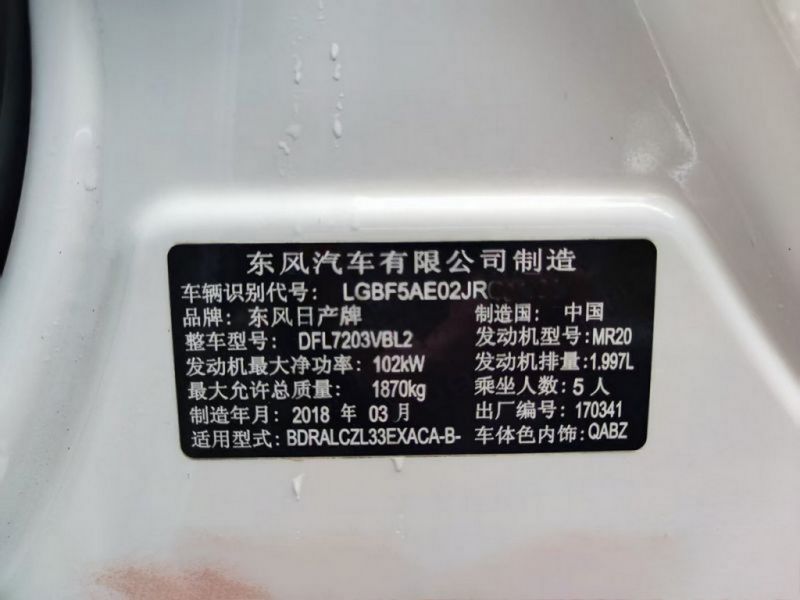 东风汽车有限公司制造
车辆识别代号: LGBF5AE02JR
品牌: 东风日产牌 制造国: 中国
整车型号: DFL7203VBL2 发动机型号: MR20
发动机最大净功率: 102kW 发动机排量: 1.997L
最大允许总质量: 1870kg 乘坐人数: 5 人
制造年月: 2018 年 03 月 出厂编号: 170341
适用型式: BDRALCZL33EXACA-B- 车体色内饰: QABZ